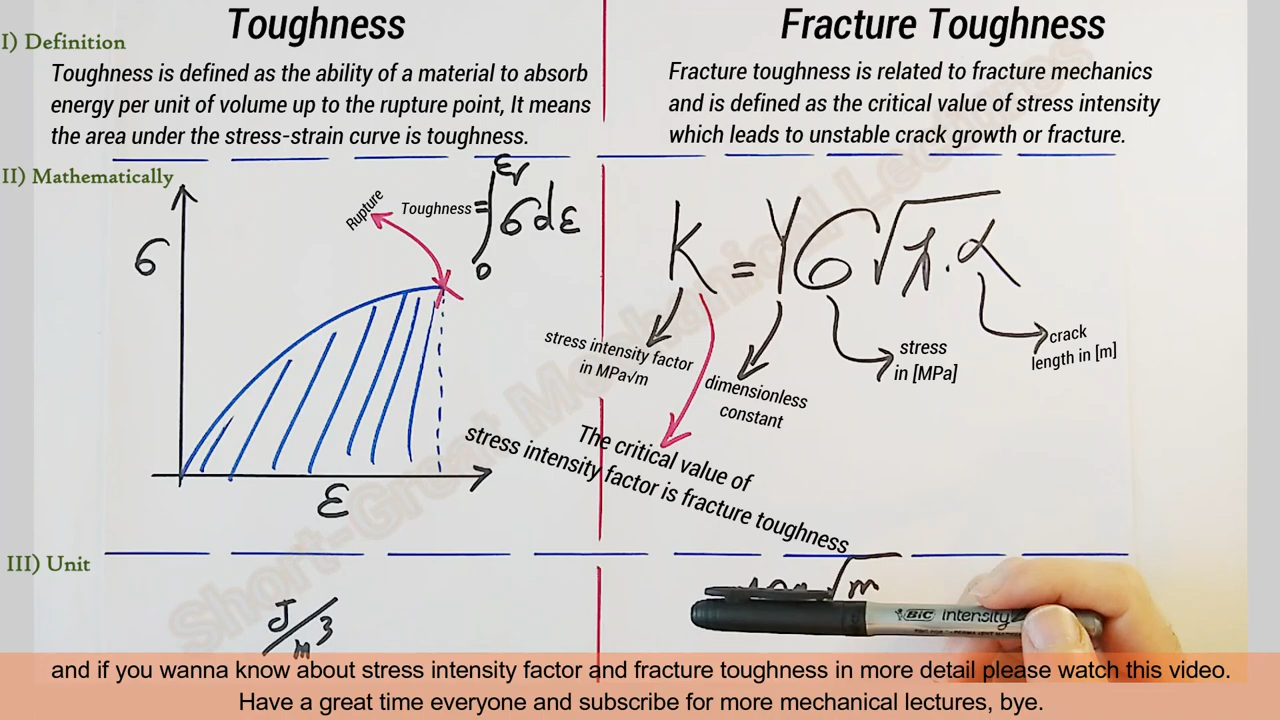 Toughness
Fracture Toughness
I) Definition
Toughness is defined as the ability of a material to absorb
energy per unit of volume up to the rupture point, It means
the area under the stress-strain curve is toughness.
Fracture toughness is related to fracture mechanics
and is defined as the critical value of stress intensity
which leads to unstable crack growth or fracture.
II) Mathematically
Rupture
Toughness = ∫₀^εr σ dε
σ
ε
K = Yσ√π.a
stress intensity factor
in MPa√m
dimensionless
constant
stress
in [MPa]
crack
length in [m]
The critical value of
stress intensity factor is fracture toughness
III) Unit
J/m³
√m
BIC Intensity
Short-Great Mechanical Lectures
and if you wanna know about stress intensity factor and fracture toughness in more detail please watch this video.
Have a great time everyone and subscribe for more mechanical lectures, bye.